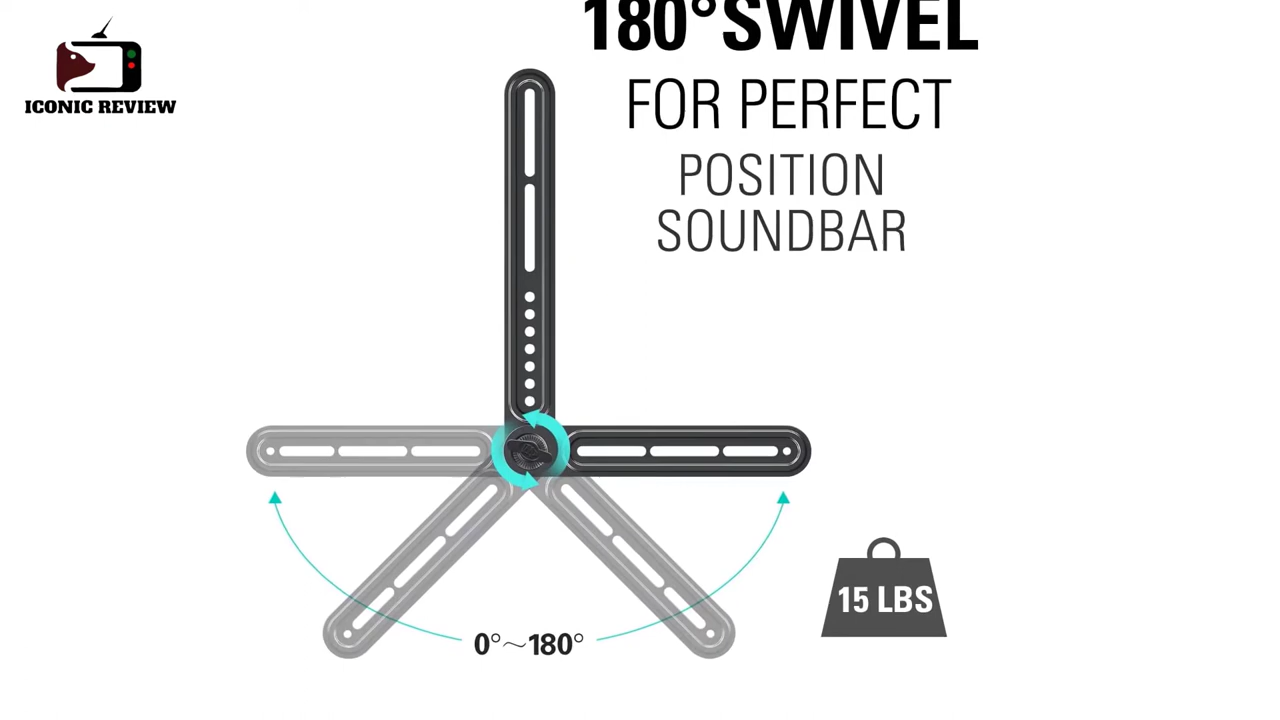 180°SWIVEL
FOR PERFECT
POSITION
SOUNDBAR
ICONIC REVIEW
15 LBS
0°～180°